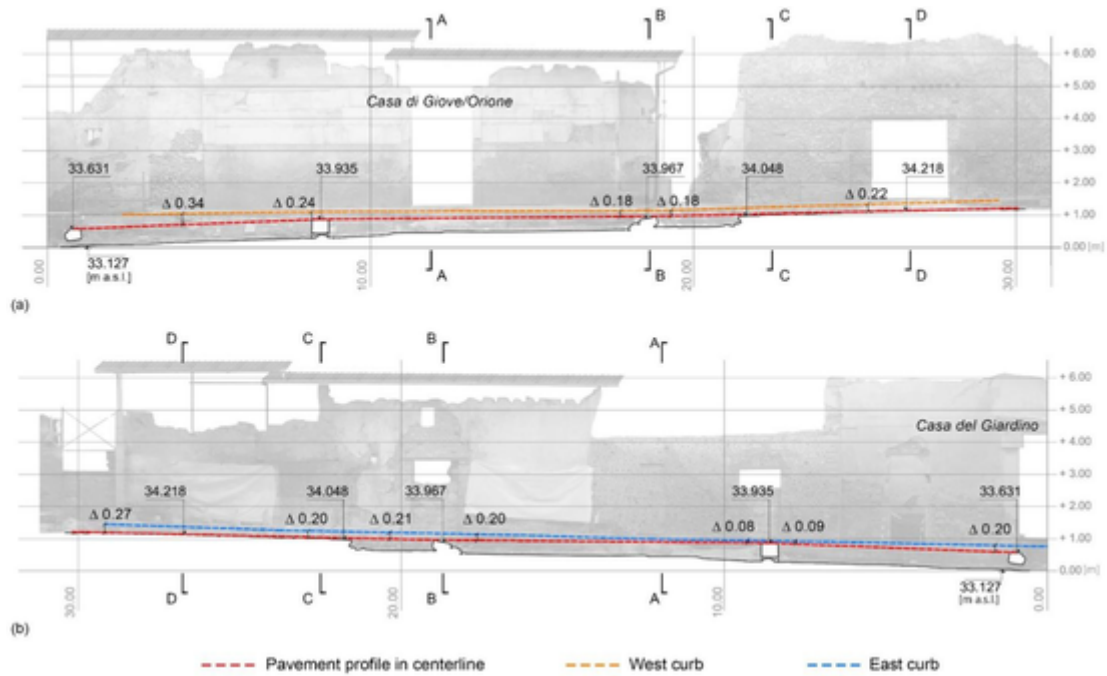 A B C D
+ 6.00
+ 5.00
Casa di Giove/Orione
+ 4.00
+ 3.00
33.631 33.935 33.967 34.048 34.218
+ 2.00
Δ 0.34 Δ 0.24 Δ 0.18 Δ 0.18 Δ 0.22
+ 1.00
0.00 [m]
33.127
[m a.s.l.]
0.00 10.00 20.00 30.00
A B C D
(a)
D C B A
+ 6.00
+ 5.00
Casa del Giardino
+ 4.00
+ 3.00
34.218 34.048 33.967 33.935 33.631
+ 2.00
Δ 0.27 Δ 0.20 Δ 0.21 Δ 0.20 Δ 0.08 Δ 0.09 Δ 0.20
+ 1.00
0.00 [m]
33.127
[m a.s.l.]
30.00 20.00 10.00 0.00
D C B A
(b)
Pavement profile in centerline West curb East curb